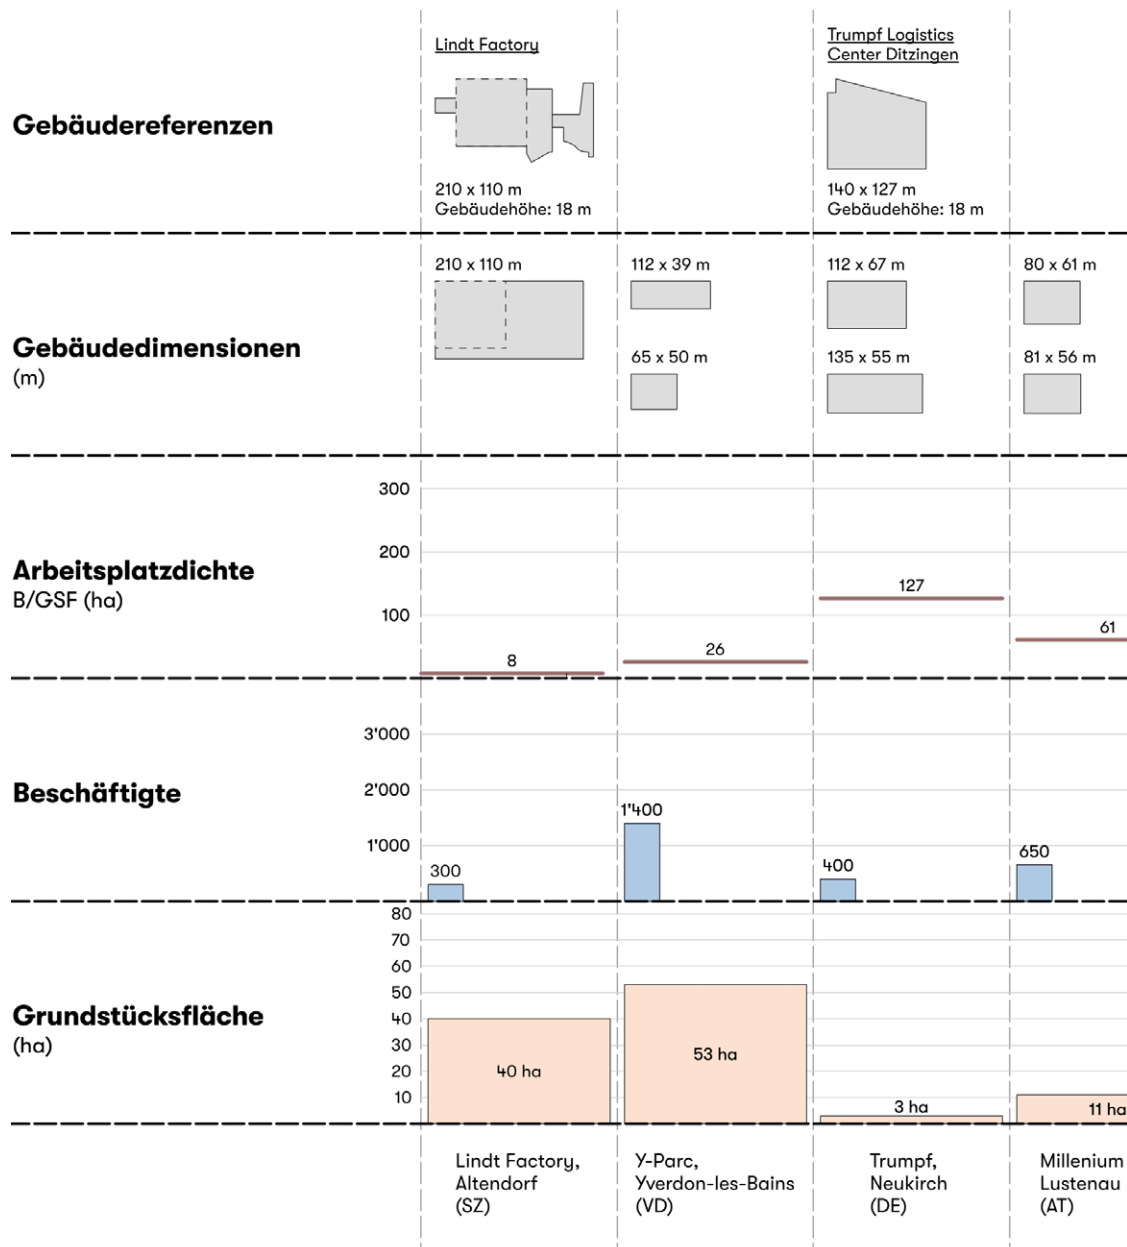 Lindt Factory
Trumpf Logistics
Center Ditzingen
Gebäudereferenzen
210 x 110 m
Gebäudehöhe: 18 m
140 x 127 m
Gebäudehöhe: 18 m
210 x 110 m
112 x 39 m
112 x 67 m
80 x 61 m
Gebäudedimensionen
(m)
65 x 50 m
135 x 55 m
81 x 56 m
300
200
100
Arbeitsplatzdichte
B/GSF (ha)
8
26
127
61
3'000
2'000
1'000
Beschäftigte
300
1'400
400
650
80
70
60
50
40
30
20
10
Grundstücksfläche
(ha)
40 ha
53 ha
3 ha
11 ha
Lindt Factory,
Altendorf
(SZ)
Y-Parc,
Yverdon-les-Bains
(VD)
Trumpf,
Neukirch
(DE)
Millenium
Lustenau
(AT)